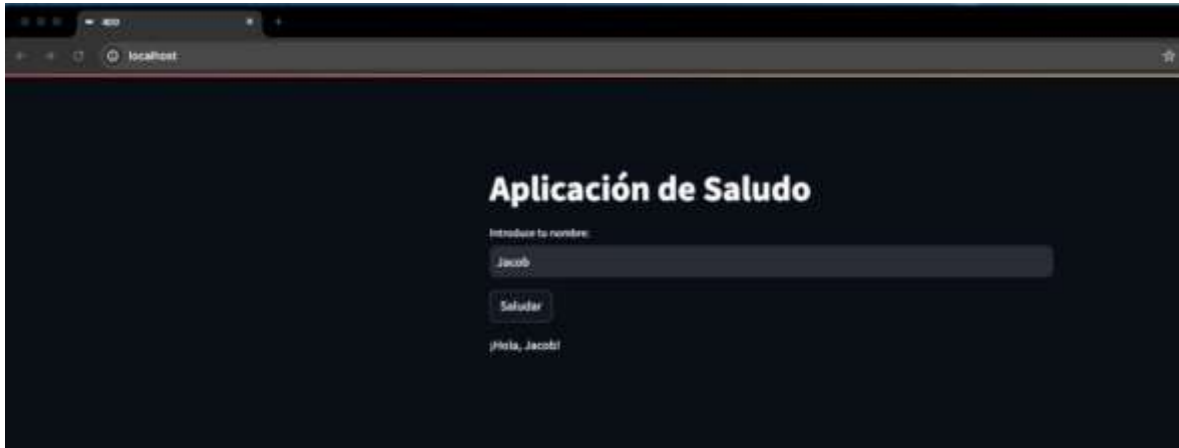 app
localhost
Aplicación de Saludo
Introduce tu nombre:
Jacob
Saludar
¡Hola, Jacob!